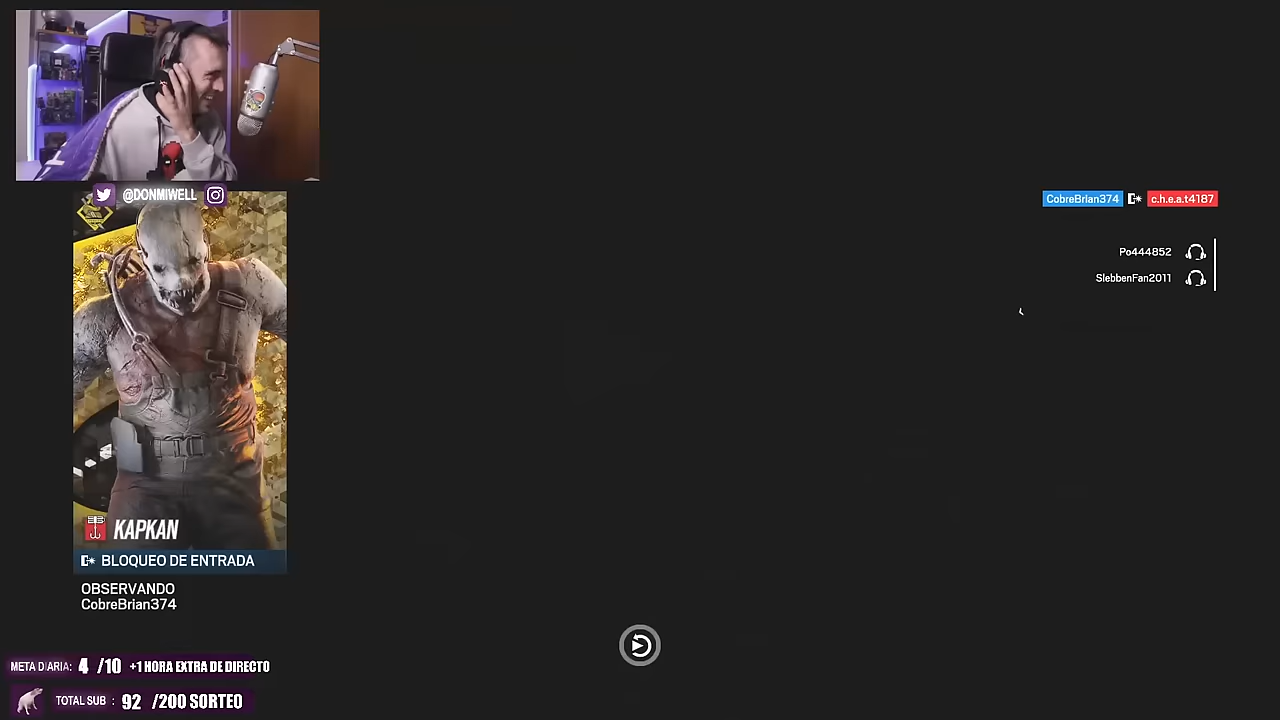 @DONMIWELL
CobreBrian374 c.h.e.a.t4187
Po444852
SlebbenFan2011
KAPKAN
BLOQUEO DE ENTRADA
OBSERVANDO
CobreBrian374
META DIARIA: 4 /10 +1 HORA EXTRA DE DIRECTO
TOTAL SUB : 92 /200 SORTEO